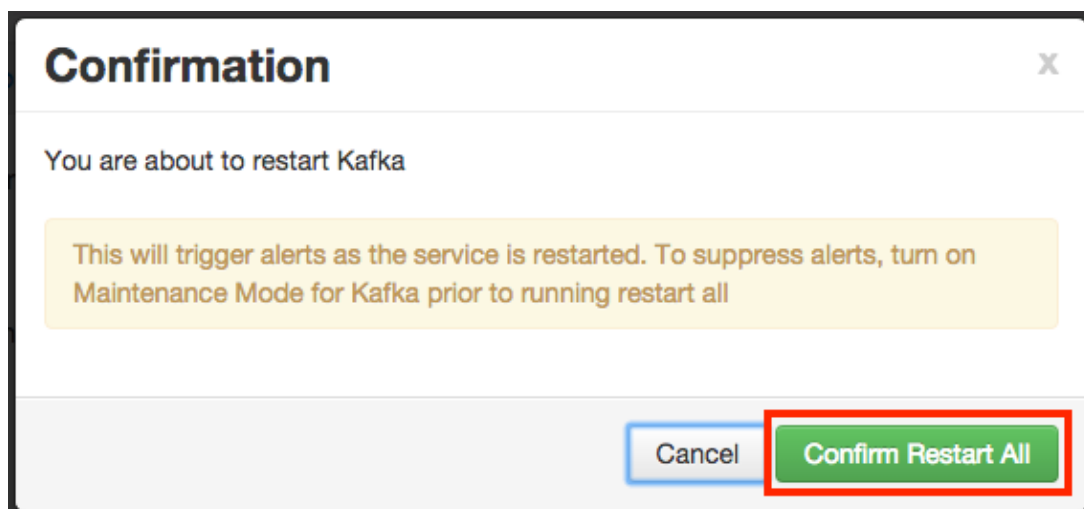 Confirmation
x
You are about to restart Kafka
This will trigger alerts as the service is restarted. To suppress alerts, turn on
Maintenance Mode for Kafka prior to running restart all
Cancel
Confirm Restart All